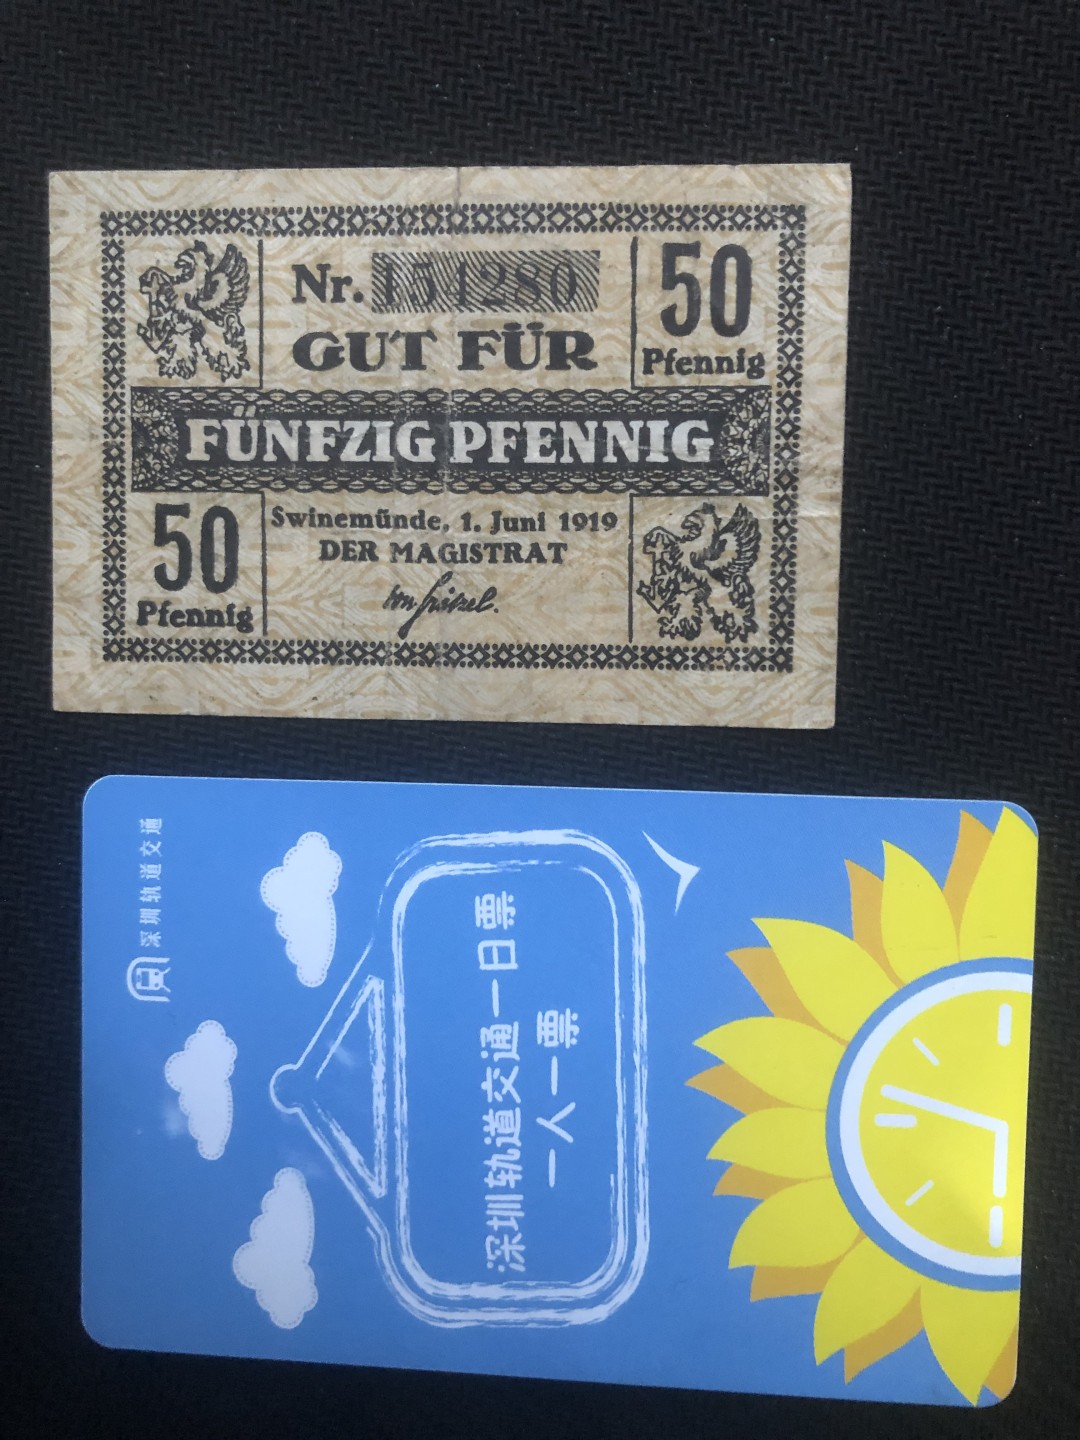 Nr. 154280
GUT FÜR
50
Pfennig
FÜNFZIG PFENNIG
50
Pfennig
Swinemünde, 1. Juni 1919
DER MAGISTRAT
深圳轨道交通
深圳轨道交通一日票
一人一票